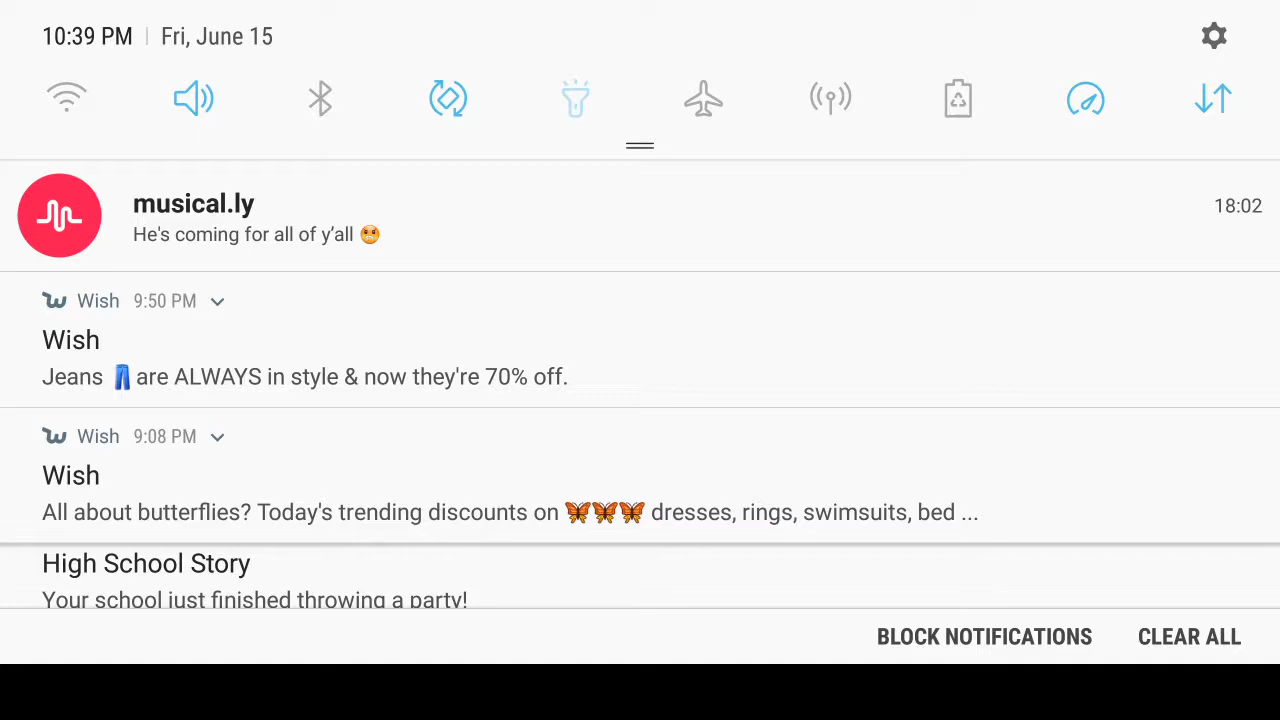 10:39 PM | Fri, June 15
musical.ly
18:02
He's coming for all of y’all 😬
Wish 9:50 PM
Wish
Jeans 👖 are ALWAYS in style & now they're 70% off.
Wish 9:08 PM
Wish
All about butterflies? Today's trending discounts on 🦋🦋🦋 dresses, rings, swimsuits, bed ...
High School Story
Your school just finished throwing a party!
BLOCK NOTIFICATIONS
CLEAR ALL